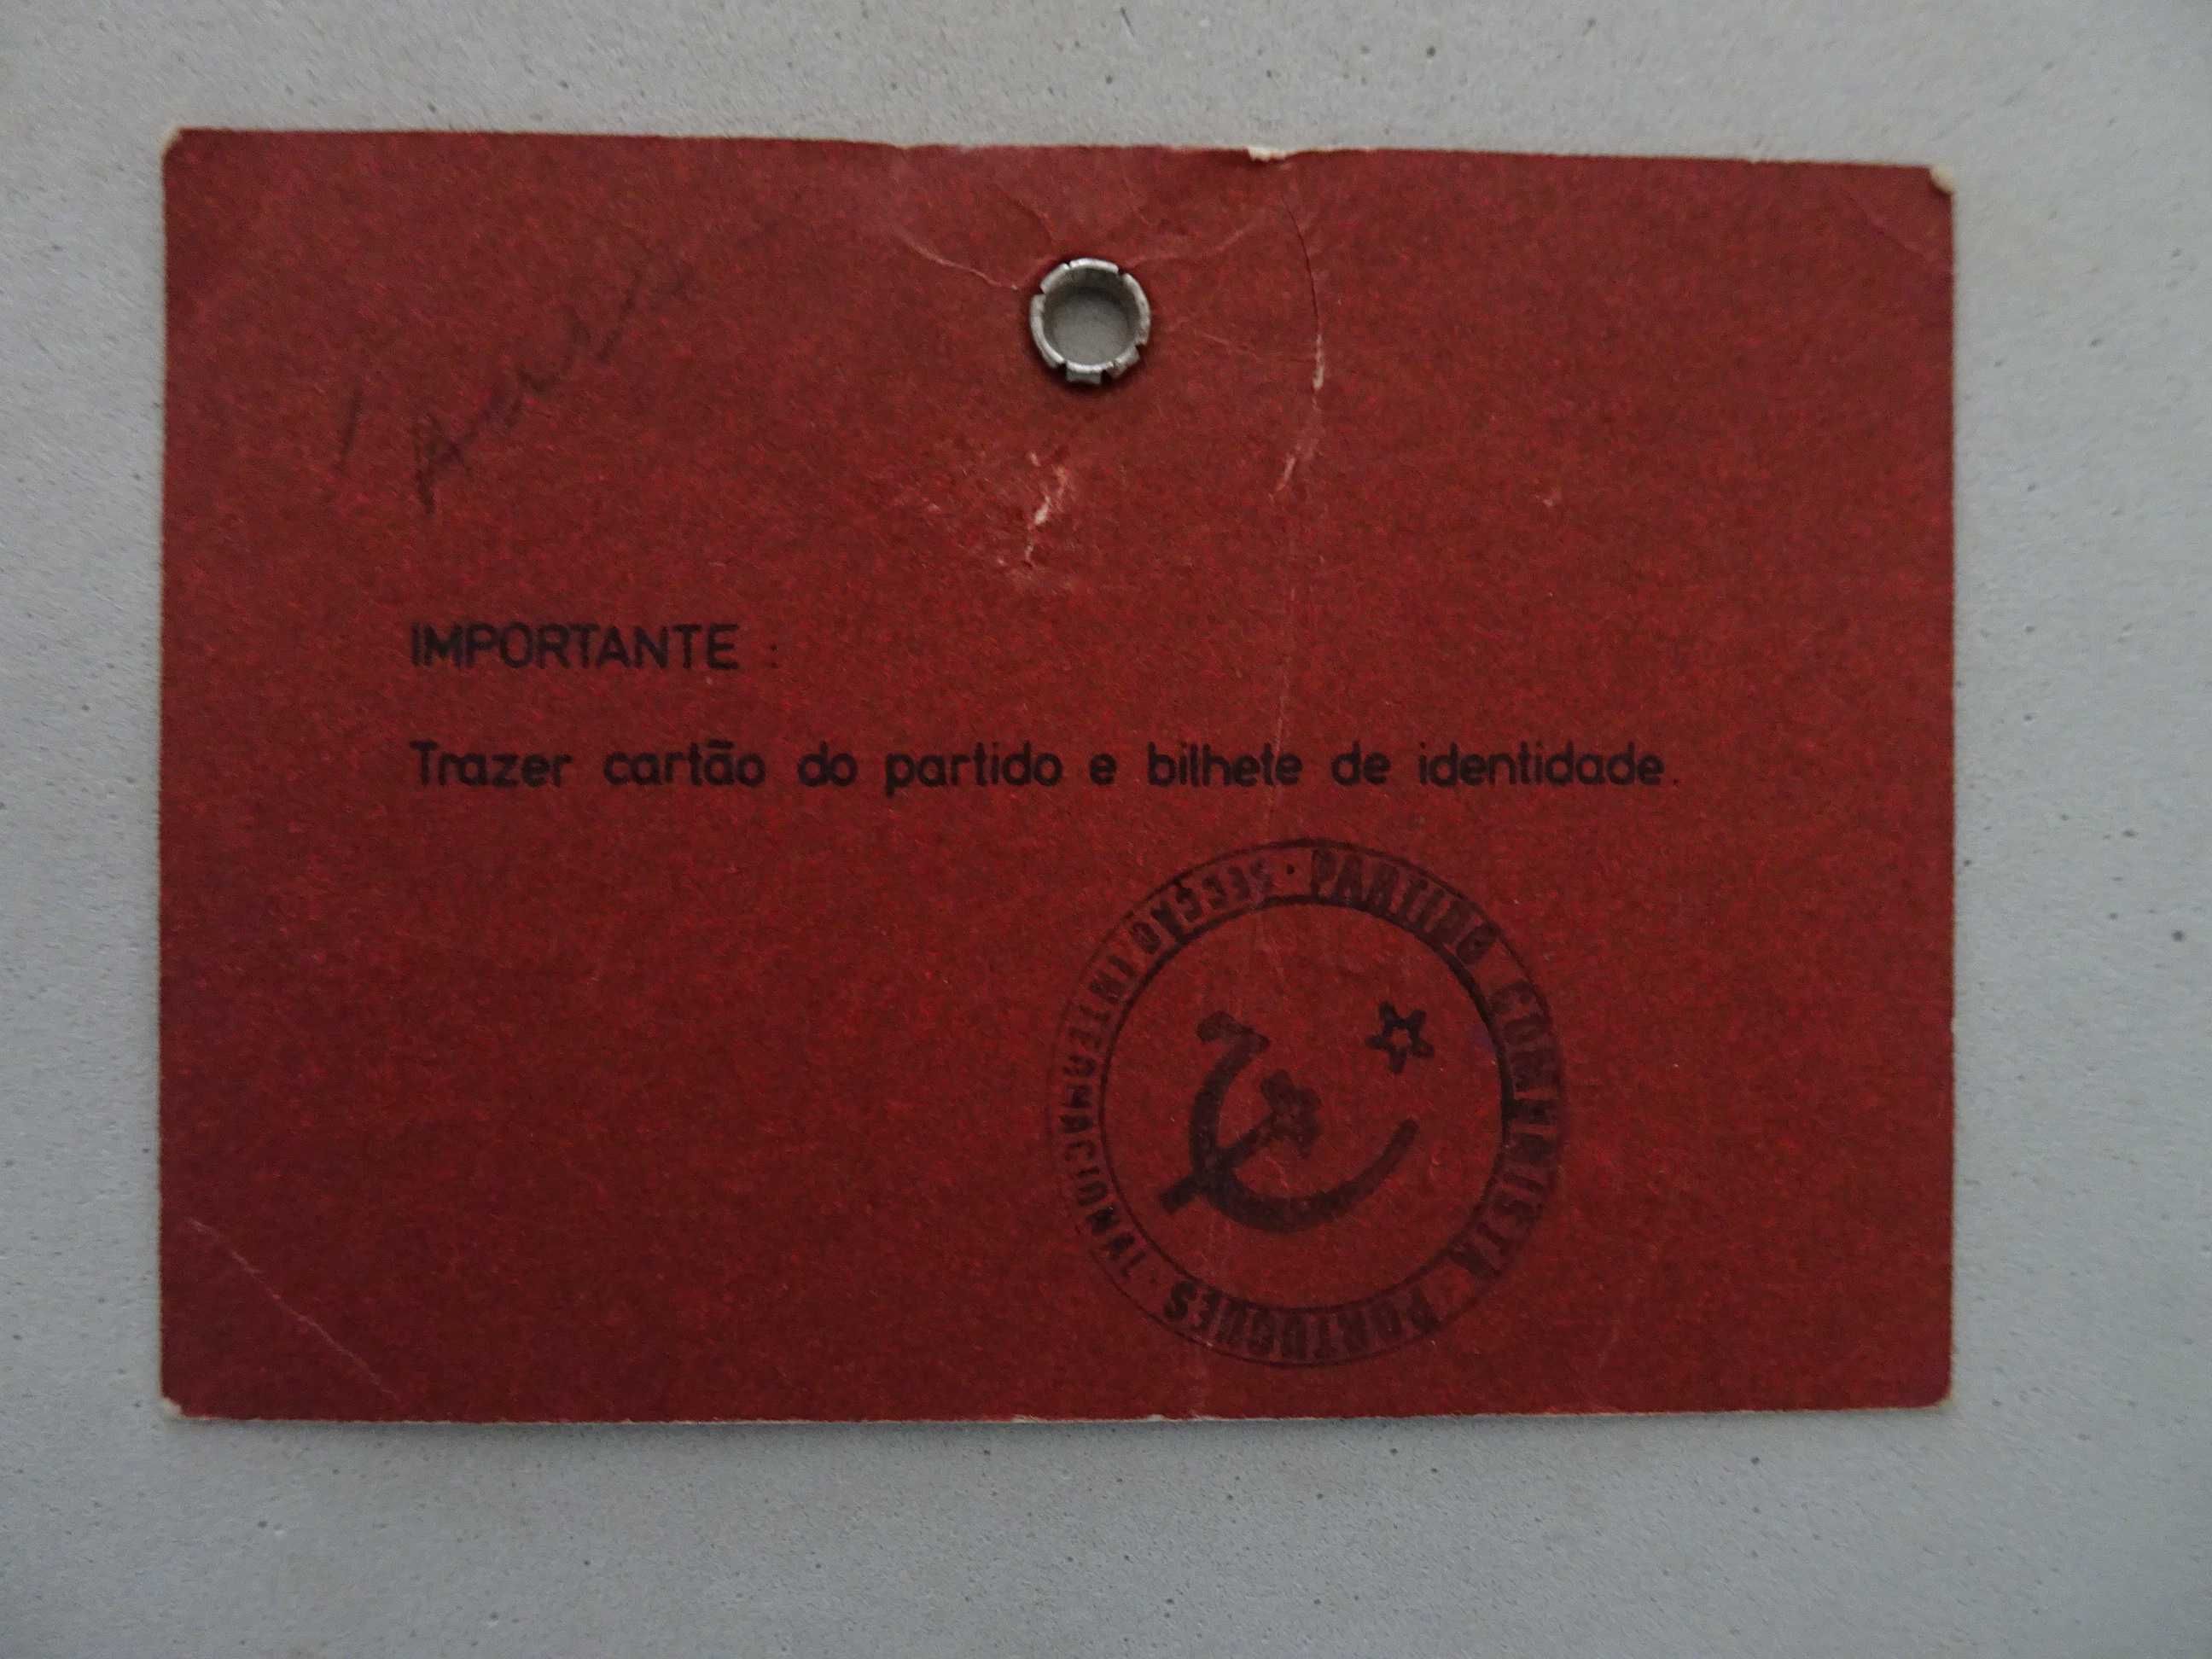 IMPORTANTE :
Trazer cartão do partido e bilhete de identidade.
PARTIDO COMUNISTA · PORTUGUÊS · SECÇÃO INTERNACIONAL ·